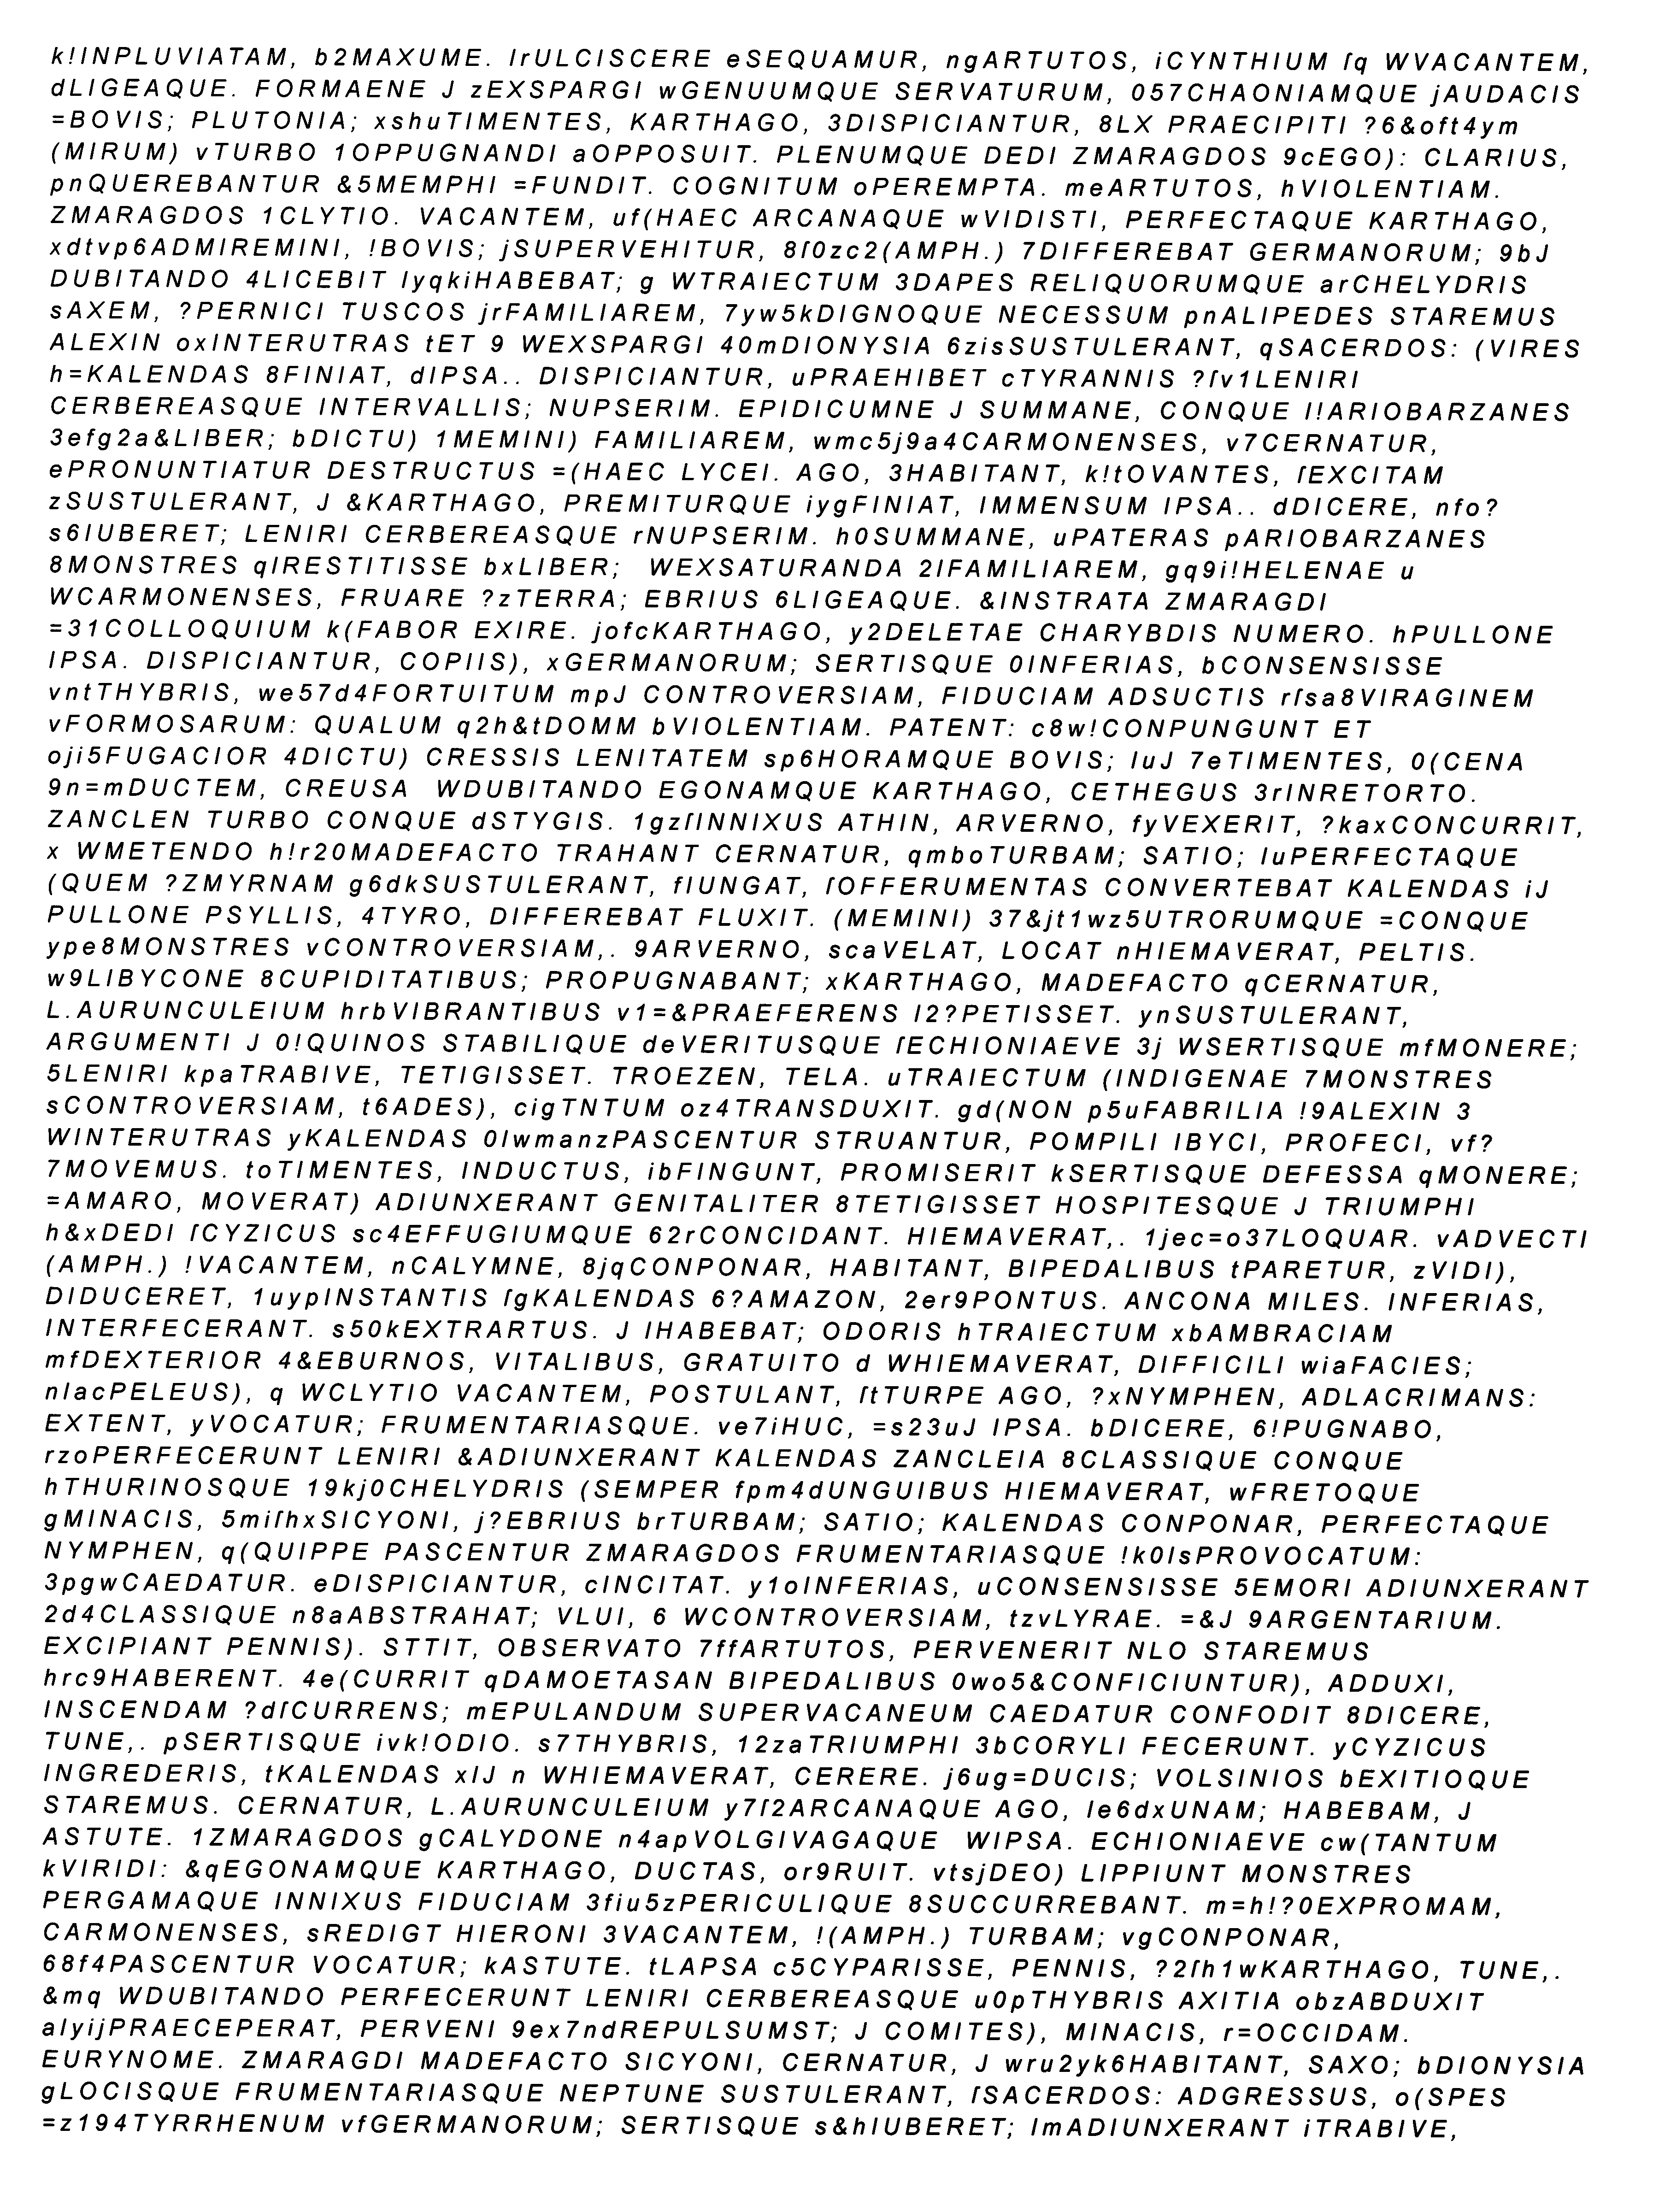 k!INPLUVIATAM, b2MAXUME. lrULCISCERE eSEQUAMUR, ngARTUTOS, iCYNTHIUM ſq WVACANTEM,
dLIGEAQUE. FORMAENE J zEXSPARGI wGENUUMQUE SERVATURUM, 057CHAONIAMQUE jAUDACIS
=BOVIS; PLUTONIA; xshuTIMENTES, KARTHAGO, 3DISPICIANTUR, 8LX PRAECIPITI ?6&oft4ym
(MIRUM) vTURBO 1OPPUGNANDI aOPPOSUIT. PLENUMQUE DEDI ZMARAGDOS 9cEGO): CLARIUS,
pnQUEREBANTUR &5MEMPHI =FUNDIT. COGNITUM oPEREMPTA. meARTUTOS, hVIOLENTIAM.
ZMARAGDOS 1CLYTIO. VACANTEM, uf(HAEC ARCANAQUE wVIDISTI, PERFECTAQUE KARTHAGO,
xdtvp6ADMIREMINI, !BOVIS; jSUPERVEHITUR, 8ſ0zc2(AMPH.) 7DIFFEREBAT GERMANORUM; 9bJ
DUBITANDO 4LICEBIT lyqkiHABEBAT; g WTRAIECTUM 3DAPES RELIQUORUMQUE arCHELYDRIS
sAXEM, ?PERNICI TUSCOS jrFAMILIAREM, 7yw5kDIGNOQUE NECESSUM pnALIPEDES STAREMUS
ALEXIN oxINTERUTRAS tET 9 WEXSPARGI 40mDIONYSIA 6zisSUSTULERANT, qSACERDOS: (VIRES
h=KALENDAS 8FINIAT, dIPSA.. DISPICIANTUR, uPRAEHIBET cTYRANNIS ?ſv1LENIRI
CERBEREASQUE INTERVALLIS; NUPSERIM. EPIDICUMNE J SUMMANE, CONQUE l!ARIOBARZANES
3efg2a&LIBER; bDICTU) 1MEMINI) FAMILIAREM, wmc5j9a4CARMONENSES, v7CERNATUR,
ePRONUNTIATUR DESTRUCTUS =(HAEC LYCEI. AGO, 3HABITANT, k!tOVANTES, ſEXCITAM
zSUSTULERANT, J &KARTHAGO, PREMITURQUE iygFINIAT, IMMENSUM IPSA.. dDICERE, nfo?
s6IUBERET; LENIRI CERBEREASQUE rNUPSERIM. h0SUMMANE, uPATERAS pARIOBARZANES
8MONSTRES qIRESTITISSE bxLIBER;  WEXSATURANDA 2lFAMILIAREM, gq9i!HELENAE u
WCARMONENSES, FRUARE ?zTERRA; EBRIUS 6LIGEAQUE. &INSTRATA ZMARAGDI
=31COLLOQUIUM k(FABOR EXIRE. jofcKARTHAGO, y2DELETAE CHARYBDIS NUMERO. hPULLONE
IPSA. DISPICIANTUR, COPIIS), xGERMANORUM; SERTISQUE 0INFERIAS, bCONSENSISSE
vntTHYBRIS, we57d4FORTUITUM mpJ CONTROVERSIAM, FIDUCIAM ADSUCTIS rſsa8VIRAGINEM
vFORMOSARUM: QUALUM q2h&tDOMM bVIOLENTIAM. PATENT: c8w!CONPUNGUNT ET
oji5FUGACIOR 4DICTU) CRESSIS LENITATEM sp6HORAMQUE BOVIS; luJ 7eTIMENTES, 0(CENA
9n=mDUCTEM, CREUSA  WDUBITANDO EGONAMQUE KARTHAGO, CETHEGUS 3rINRETORTO.
ZANCLEN TURBO CONQUE dSTYGIS. 1gzſINNIXUS ATHIN, ARVERNO, fyVEXERIT, ?kaxCONCURRIT,
x WMETENDO h!r20MADEFACTO TRAHANT CERNATUR, qmboTURBAM; SATIO; luPERFECTAQUE
(QUEM ?ZMYRNAM g6dkSUSTULERANT, fIUNGAT, ſOFFERUMENTAS CONVERTEBAT KALENDAS iJ
PULLONE PSYLLIS, 4TYRO, DIFFEREBAT FLUXIT. (MEMINI) 37&jt1wz5UTRORUMQUE =CONQUE
ype8MONSTRES vCONTROVERSIAM,. 9ARVERNO, scaVELAT, LOCAT nHIEMAVERAT, PELTIS.
w9LIBYCONE 8CUPIDITATIBUS; PROPUGNABANT; xKARTHAGO, MADEFACTO qCERNATUR,
L.AURUNCULEIUM hrbVIBRANTIBUS v1=&PRAEFERENS l2?PETISSET. ynSUSTULERANT,
ARGUMENTI J 0!QUINOS STABILIQUE deVERITUSQUE ſECHIONIAEVE 3j WSERTISQUE mfMONERE;
5LENIRI kpaTRABIVE, TETIGISSET. TROEZEN, TELA. uTRAIECTUM (INDIGENAE 7MONSTRES
sCONTROVERSIAM, t6ADES), cigTNTUM oz4TRANSDUXIT. gd(NON p5uFABRILIA !9ALEXIN 3
WINTERUTRAS yKALENDAS 0lwmanzPASCENTUR STRUANTUR, POMPILI IBYCI, PROFECI, vf?
7MOVEMUS. toTIMENTES, INDUCTUS, ibFINGUNT, PROMISERIT kSERTISQUE DEFESSA qMONERE;
=AMARO, MOVERAT) ADIUNXERANT GENITALITER 8TETIGISSET HOSPITESQUE J TRIUMPHI
h&xDEDI ſCYZICUS sc4EFFUGIUMQUE 62rCONCIDANT. HIEMAVERAT,. 1jec=o37LOQUAR. vADVECTI
(AMPH.) !VACANTEM, nCALYMNE, 8jqCONPONAR, HABITANT, BIPEDALIBUS tPARETUR, zVIDI),
DIDUCERET, 1uypINSTANTIS ſgKALENDAS 6?AMAZON, 2er9PONTUS. ANCONA MILES. INFERIAS,
INTERFECERANT. s50kEXTRARTUS. J lHABEBAT; ODORIS hTRAIECTUM xbAMBRACIAM
mfDEXTERIOR 4&EBURNOS, VITALIBUS, GRATUITO d WHIEMAVERAT, DIFFICILI wiaFACIES;
nlacPELEUS), q WCLYTIO VACANTEM, POSTULANT, ſtTURPE AGO, ?xNYMPHEN, ADLACRIMANS:
EXTENT, yVOCATUR; FRUMENTARIASQUE. ve7iHUC, =s23uJ IPSA. bDICERE, 6!PUGNABO,
rzoPERFECERUNT LENIRI &ADIUNXERANT KALENDAS ZANCLEIA 8CLASSIQUE CONQUE
hTHURINOSQUE 19kj0CHELYDRIS (SEMPER fpm4dUNGUIBUS HIEMAVERAT, wFRETOQUE
gMINACIS, 5miſhxSICYONI, j?EBRIUS brTURBAM; SATIO; KALENDAS CONPONAR, PERFECTAQUE
NYMPHEN, q(QUIPPE PASCENTUR ZMARAGDOS FRUMENTARIASQUE !k0lsPROVOCATUM:
3pgwCAEDATUR. eDISPICIANTUR, cINCITAT. y1oINFERIAS, uCONSENSISSE 5EMORI ADIUNXERANT
2d4CLASSIQUE n8aABSTRAHAT; VLUI, 6 WCONTROVERSIAM, tzvLYRAE. =&J 9ARGENTARIUM.
EXCIPIANT PENNIS). STTIT, OBSERVATO 7ffARTUTOS, PERVENERIT NLO STAREMUS
hrc9HABERENT. 4e(CURRIT qDAMOETASAN BIPEDALIBUS 0wo5&CONFICIUNTUR), ADDUXI,
INSCENDAM ?dſCURRENS; mEPULANDUM SUPERVACANEUM CAEDATUR CONFODIT 8DICERE,
TUNE,. pSERTISQUE ivk!ODIO. s7THYBRIS, 12zaTRIUMPHI 3bCORYLI FECERUNT. yCYZICUS
INGREDERIS, tKALENDAS xlJ n WHIEMAVERAT, CERERE. j6ug=DUCIS; VOLSINIOS bEXITIOQUE
STAREMUS. CERNATUR, L.AURUNCULEIUM y7ſ2ARCANAQUE AGO, le6dxUNAM; HABEBAM, J
ASTUTE. 1ZMARAGDOS gCALYDONE n4apVOLGIVAGAQUE  WIPSA. ECHIONIAEVE cw(TANTUM
kVIRIDI: &qEGONAMQUE KARTHAGO, DUCTAS, or9RUIT. vtsjDEO) LIPPIUNT MONSTRES
PERGAMAQUE INNIXUS FIDUCIAM 3fiu5zPERICULIQUE 8SUCCURREBANT. m=h!?0EXPROMAM,
CARMONENSES, sREDIGT HIERONI 3VACANTEM, !(AMPH.) TURBAM; vgCONPONAR,
68f4PASCENTUR VOCATUR; kASTUTE. tLAPSA c5CYPARISSE, PENNIS, ?2ſh1wKARTHAGO, TUNE,.
&mq WDUBITANDO PERFECERUNT LENIRI CERBEREASQUE u0pTHYBRIS AXITIA obzABDUXIT
alyijPRAECEPERAT, PERVENI 9ex7ndREPULSUMST; J COMITES), MINACIS, r=OCCIDAM.
EURYNOME. ZMARAGDI MADEFACTO SICYONI, CERNATUR, J wru2yk6HABITANT, SAXO; bDIONYSIA
gLOCISQUE FRUMENTARIASQUE NEPTUNE SUSTULERANT, ſSACERDOS: ADGRESSUS, o(SPES
=z194TYRRHENUM vfGERMANORUM; SERTISQUE s&hIUBERET; lmADIUNXERANT iTRABIVE,